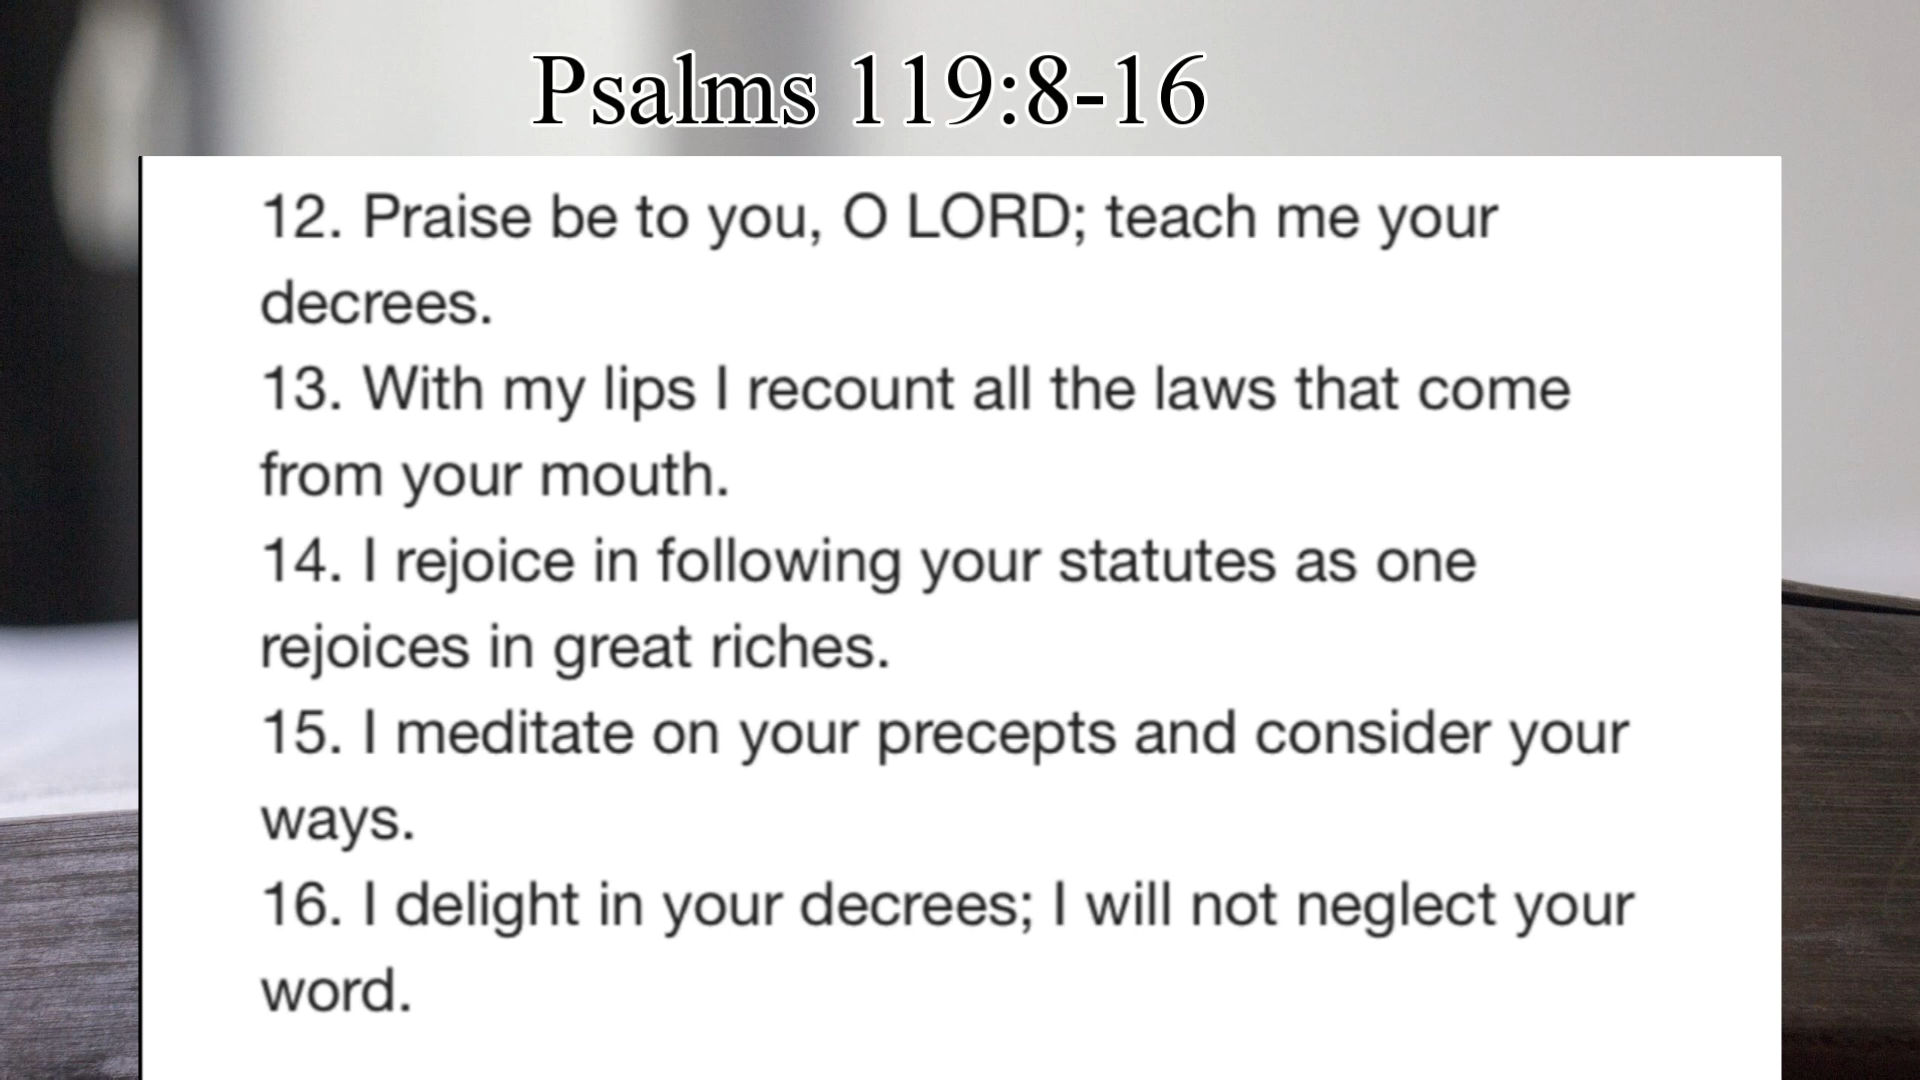 Psalms 119:8-16
12. Praise be to you, O LORD; teach me your
decrees.
13. With my lips I recount all the laws that come
from your mouth.
14. I rejoice in following your statutes as one
rejoices in great riches.
15. I meditate on your precepts and consider your
ways.
16. I delight in your decrees; I will not neglect your
word.